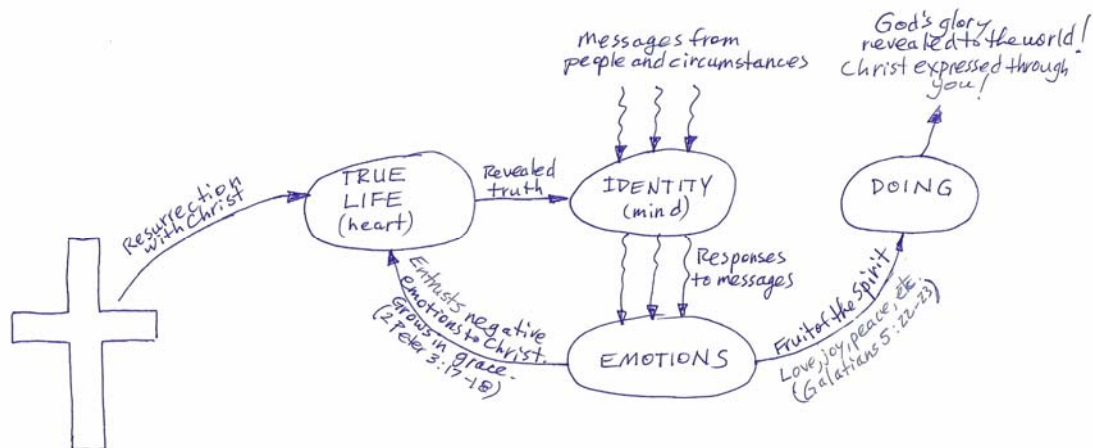 God's glory
revealed to the world!
Christ expressed through
you!
Messages from
people and circumstances
Resurrection
with Christ
TRUE
LIFE
(heart)
Revealed
truth
IDENTITY
(mind)
DOING
Responses
to messages
Entrusts negative
emotions to Christ.
Grows in grace.
(2 Peter 3:17-18)
EMOTIONS
Fruit of the Spirit
Love, joy, peace, etc.
(Galatians 5:22-23)